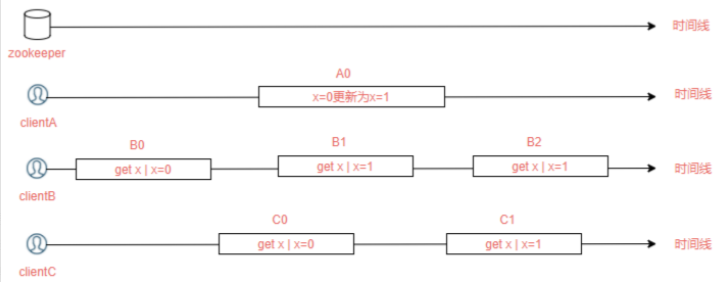 时间线
zookeeper
A0
x=0更新为x=1
时间线
clientA
B0
B1
B2
get x | x=0
get x | x=1
get x | x=1
时间线
clientB
C0
C1
get x | x=0
get x | x=1
时间线
clientC